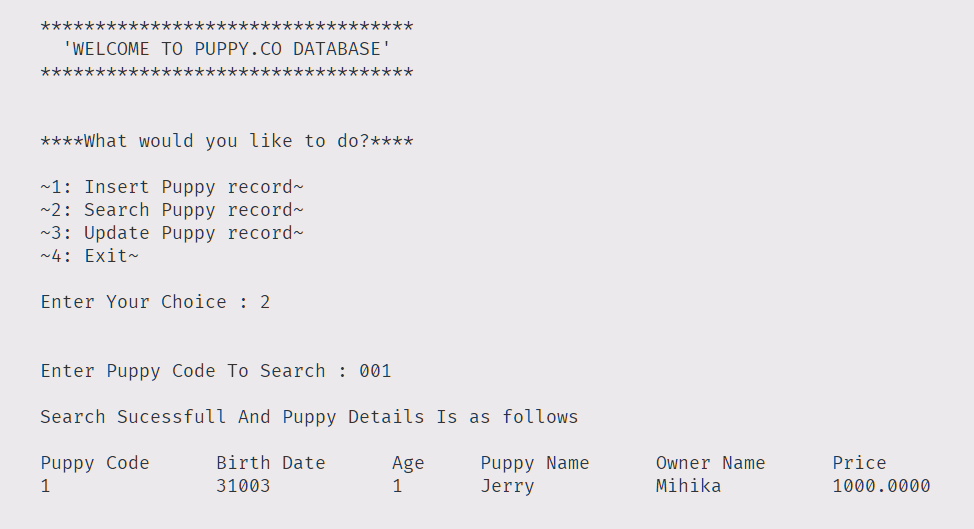 **********************************
'WELCOME TO PUPPY.CO DATABASE'
**********************************
****What would you like to do?****
~1: Insert Puppy record~
~2: Search Puppy record~
~3: Update Puppy record~
~4: Exit~
Enter Your Choice : 2
Enter Puppy Code To Search : 001
Search Sucessfull And Puppy Details Is as follows
Puppy Code Birth Date Age Puppy Name Owner Name Price
1 31003 1 Jerry Mihika 1000.0000